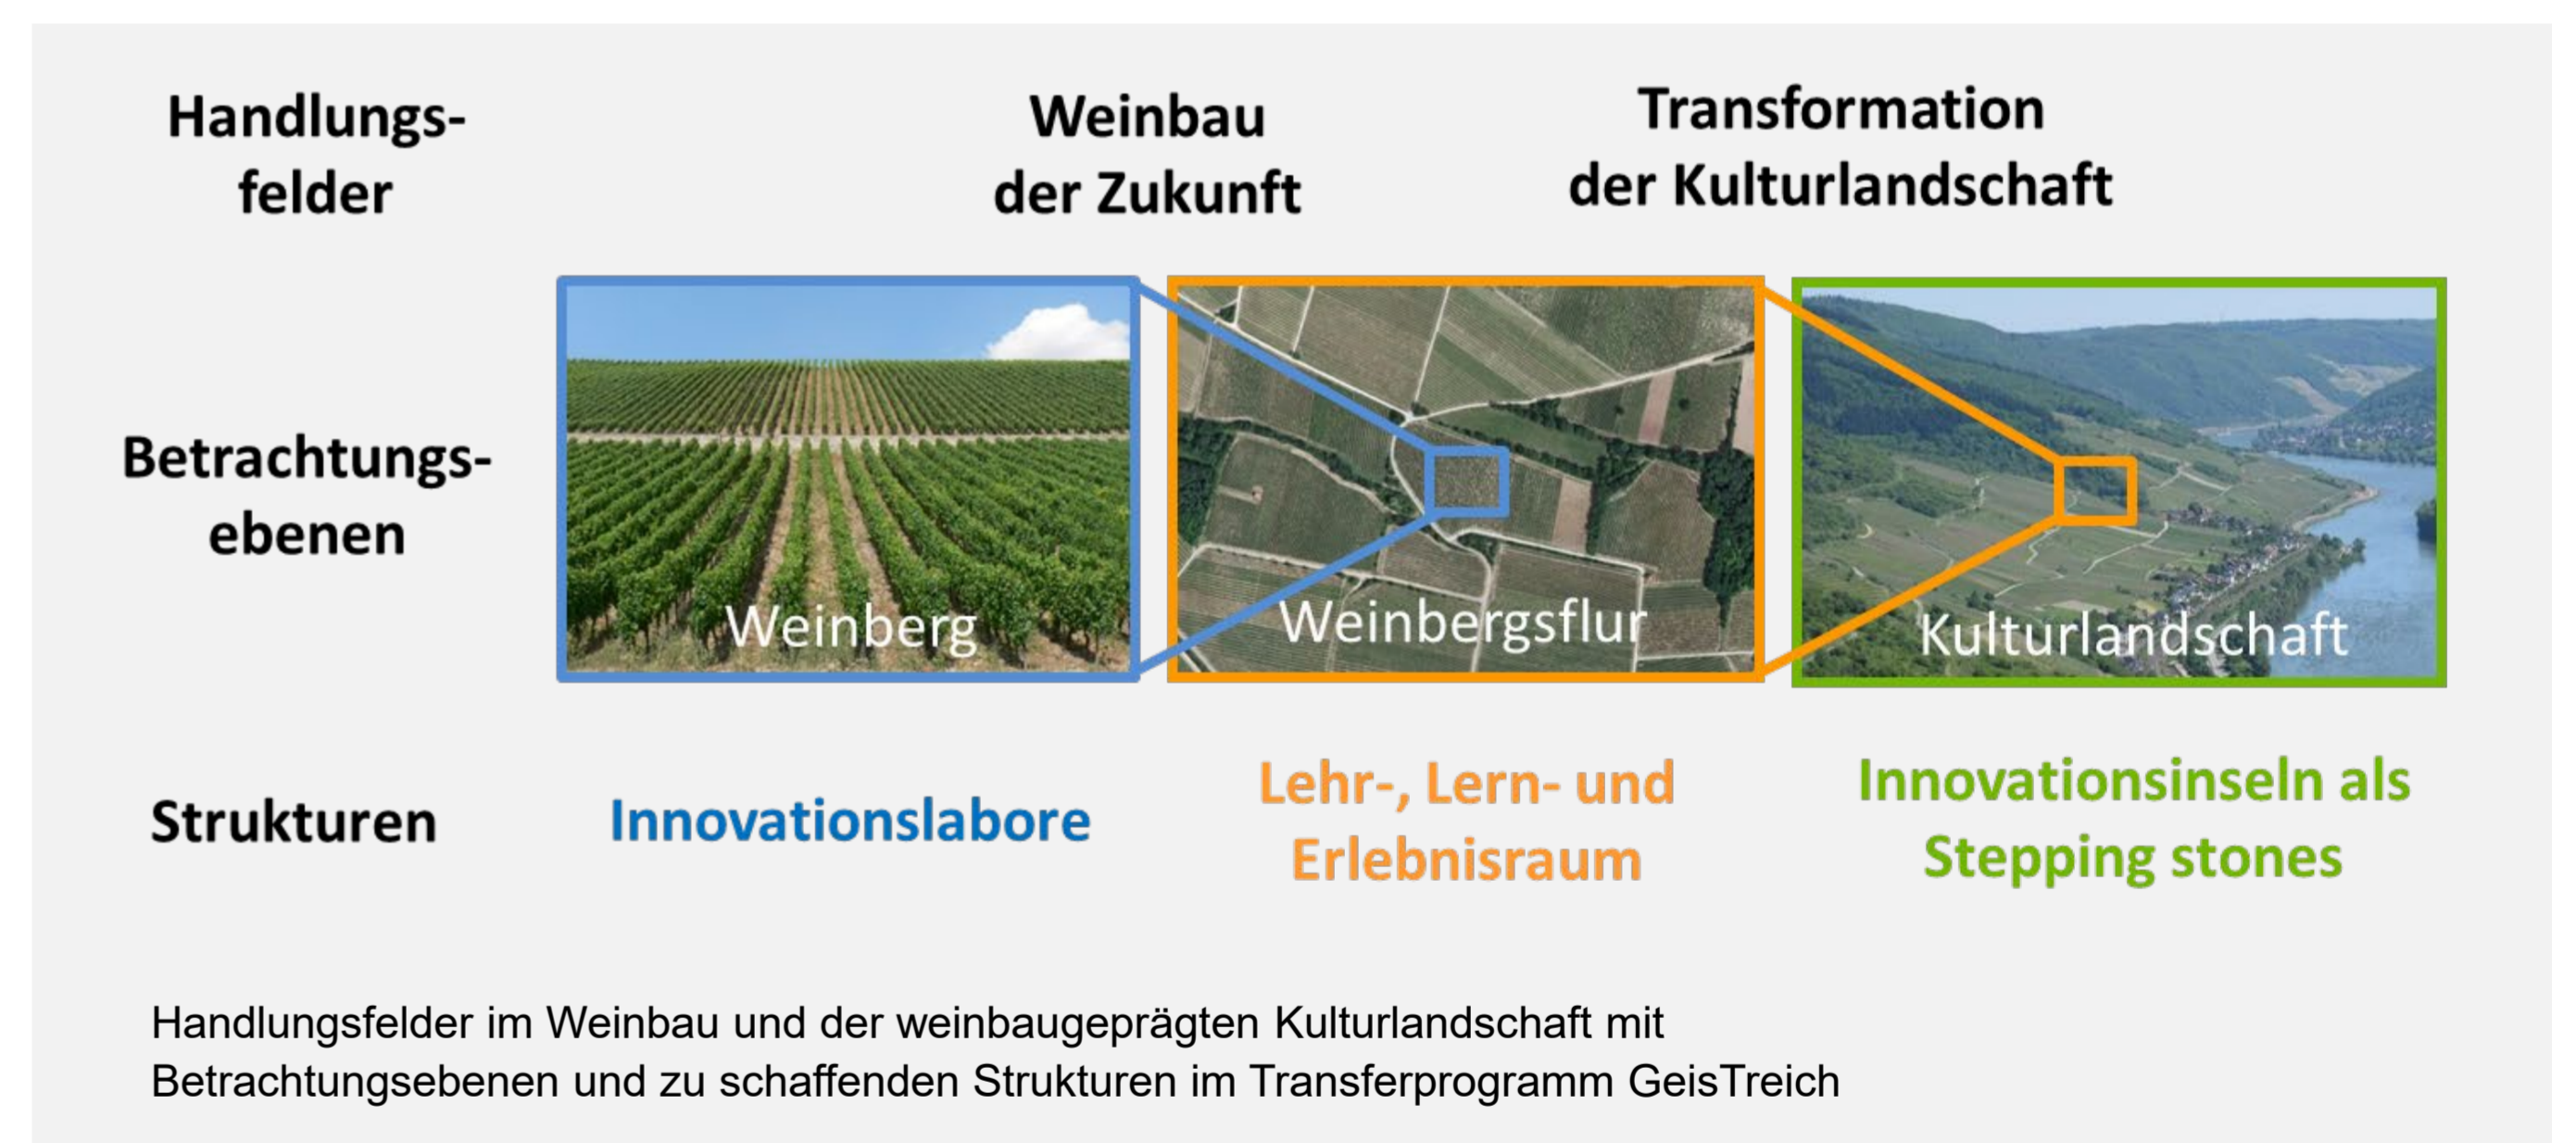 Handlungs-
felder
Weinbau
der Zukunft
Transformation
der Kulturlandschaft
Betrachtungs-
ebenen
Weinberg
Weinbergsflur
Kulturlandschaft
Strukturen
Innovationslabore
Lehr-, Lern- und
Erlebnisraum
Innovationsinseln als
Stepping stones
Handlungsfelder im Weinbau und der weinbaugeprägten Kulturlandschaft mit
Betrachtungsebenen und zu schaffenden Strukturen im Transferprogramm GeisTreich